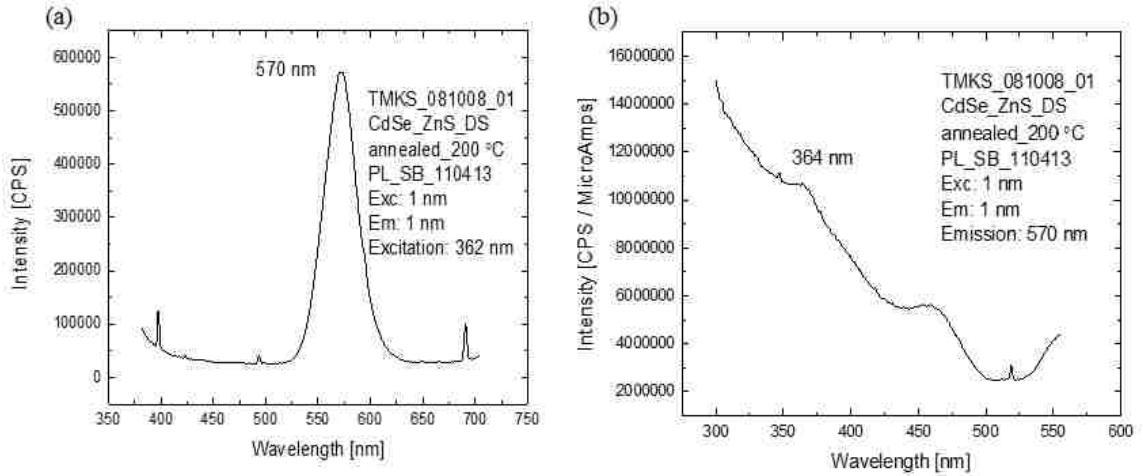 (a)
600000
500000
400000
300000
200000
100000
0
Intensity [CPS]
570 nm
TMKS_081008_01
CdSe_ZnS_DS
annealed_200 °C
PL_SB_110413
Exc: 1 nm
Em: 1 nm
Excitation: 362 nm
350 400 450 500 550 600 650 700 750
Wavelength [nm]
(b)
16000000
14000000
12000000
10000000
8000000
6000000
4000000
2000000
Intensity [CPS / MicroAmps]
364 nm
TMKS_081008_01
CdSe_ZnS_DS
annealed_200 °C
PL_SB_110413
Exc: 1 nm
Em: 1 nm
Emission: 570 nm
300 350 400 450 500 550 600
Wavelength [nm]